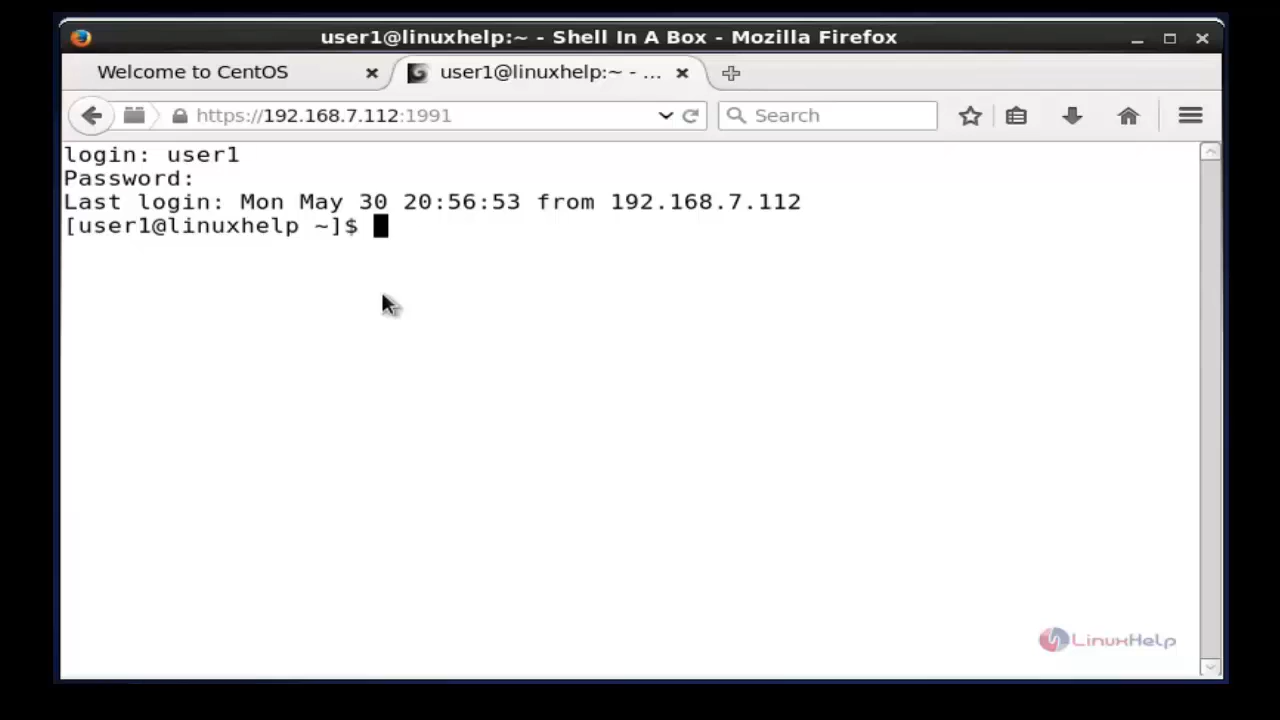 user1@linuxhelp:~ - Shell In A Box - Mozilla Firefox
Welcome to CentOS
user1@linuxhelp:~ - ...
https://192.168.7.112:1991
Search
login: user1
Password:
Last login: Mon May 30 20:56:53 from 192.168.7.112
[user1@linuxhelp ~]$
LinuxHelp